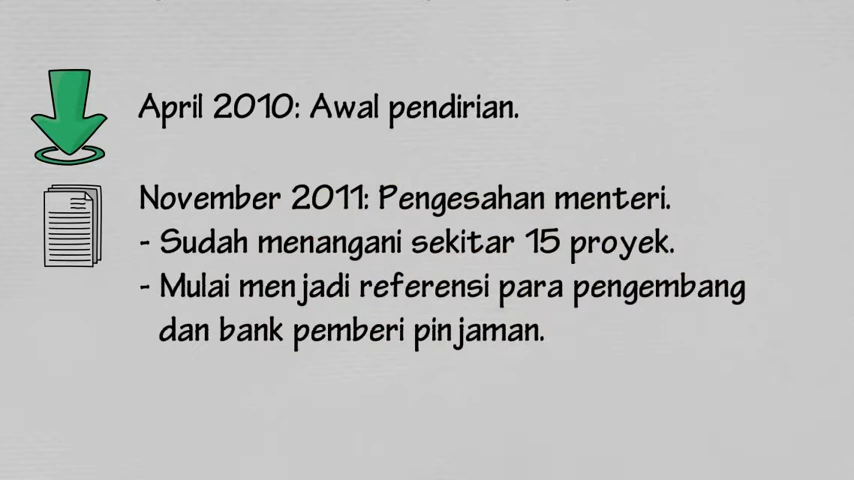 April 2010: Awal pendirian.
November 2011: Pengesahan menteri.
- Sudah menangani sekitar 15 proyek.
- Mulai menjadi referensi para pengembang
dan bank pemberi pinjaman.